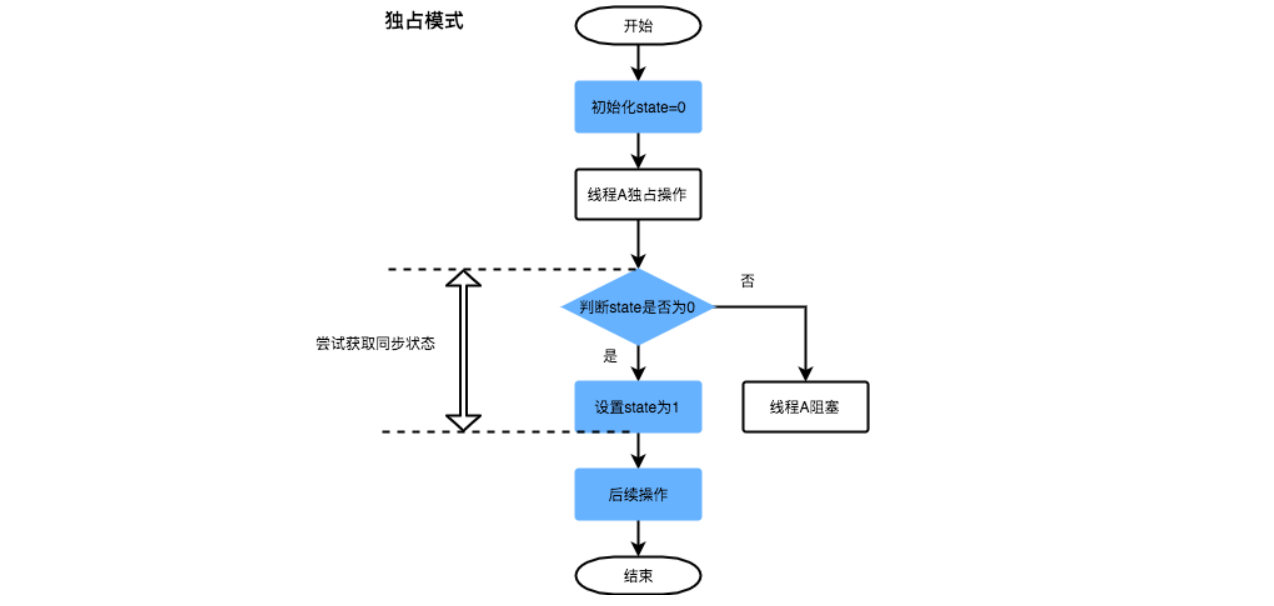 独占模式
开始
初始化state=0
线程A独占操作
判断state是否为0
否
尝试获取同步状态
是
设置state为1
线程A阻塞
后续操作
结束